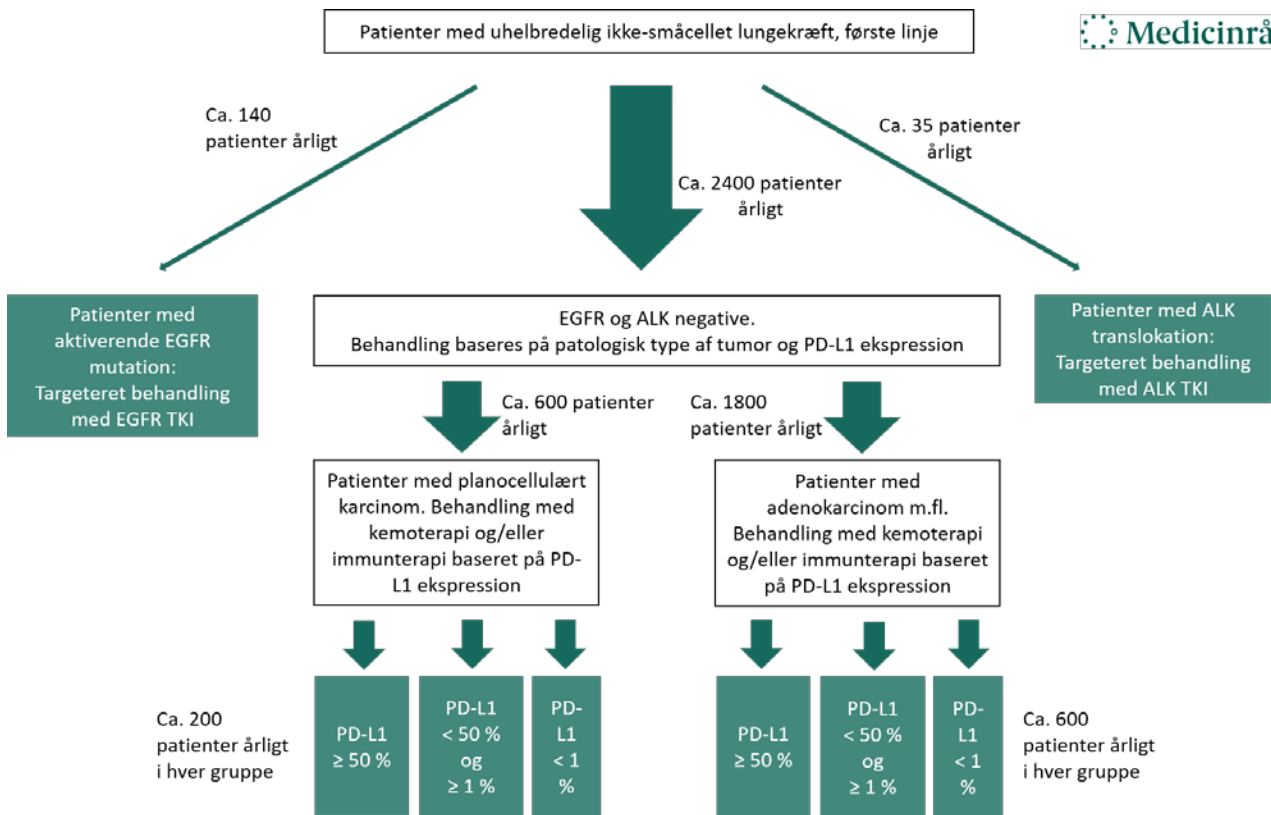 Patienter med uhelbredelig ikke-småcellet lungekræft, første linje
Medicinrå
Ca. 140
patienter årligt
Ca. 2400 patienter
årligt
Ca. 35 patienter
årligt
Patienter med
aktiverende EGFR
mutation:
Targeteret behandling
med EGFR TKI
EGFR og ALK negative.
Behandling baseres på patologisk type af tumor og PD-L1 ekspression
Patienter med ALK
translokation:
Targeteret behandling
med ALK TKI
Ca. 600 patienter
årligt
Ca. 1800
patienter årligt
Patienter med planocellulært
karcinom. Behandling med
kemoterapi og/eller
immunterapi baseret på PD-
L1 ekspression
Patienter med
adenokarcinom m.fl.
Behandling med kemoterapi
og/eller immunterapi baseret
på PD-L1 ekspression
Ca. 200
patienter årligt
i hver gruppe
PD-L1
≥ 50 %
PD-L1
< 50 %
og
≥ 1 %
PD-
L1
< 1
%
PD-L1
≥ 50 %
PD-L1
< 50 %
og
≥ 1 %
PD-
L1
< 1
%
Ca. 600
patienter årligt
i hver gruppe